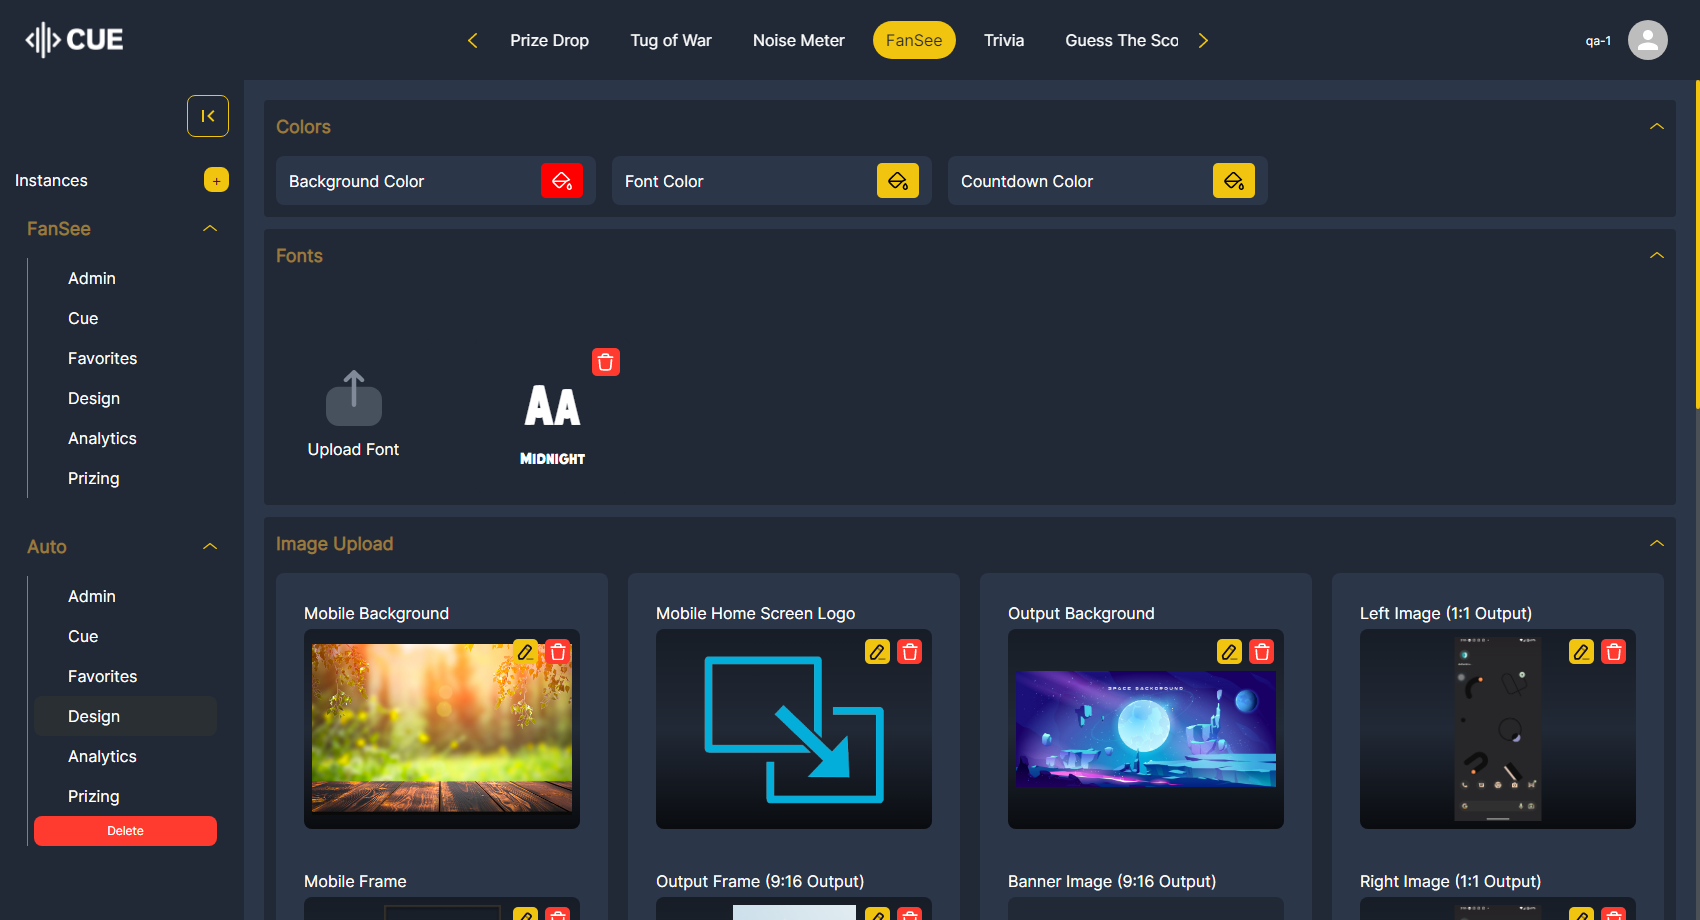 CUE
Prize Drop
Tug of War
Noise Meter
FanSee
Trivia
Guess The Sco
qa-1
Instances
+
FanSee
Admin
Cue
Favorites
Design
Analytics
Prizing
Auto
Admin
Cue
Favorites
Design
Analytics
Prizing
Delete
Colors
Background Color
Font Color
Countdown Color
Fonts
Upload Font
AA
MIDNIGHT
Image Upload
Mobile Background
Mobile Home Screen Logo
Output Background
SPACE BACKGROUND
Left Image (1:1 Output)
Mobile Frame
Output Frame (9:16 Output)
Banner Image (9:16 Output)
Right Image (1:1 Output)